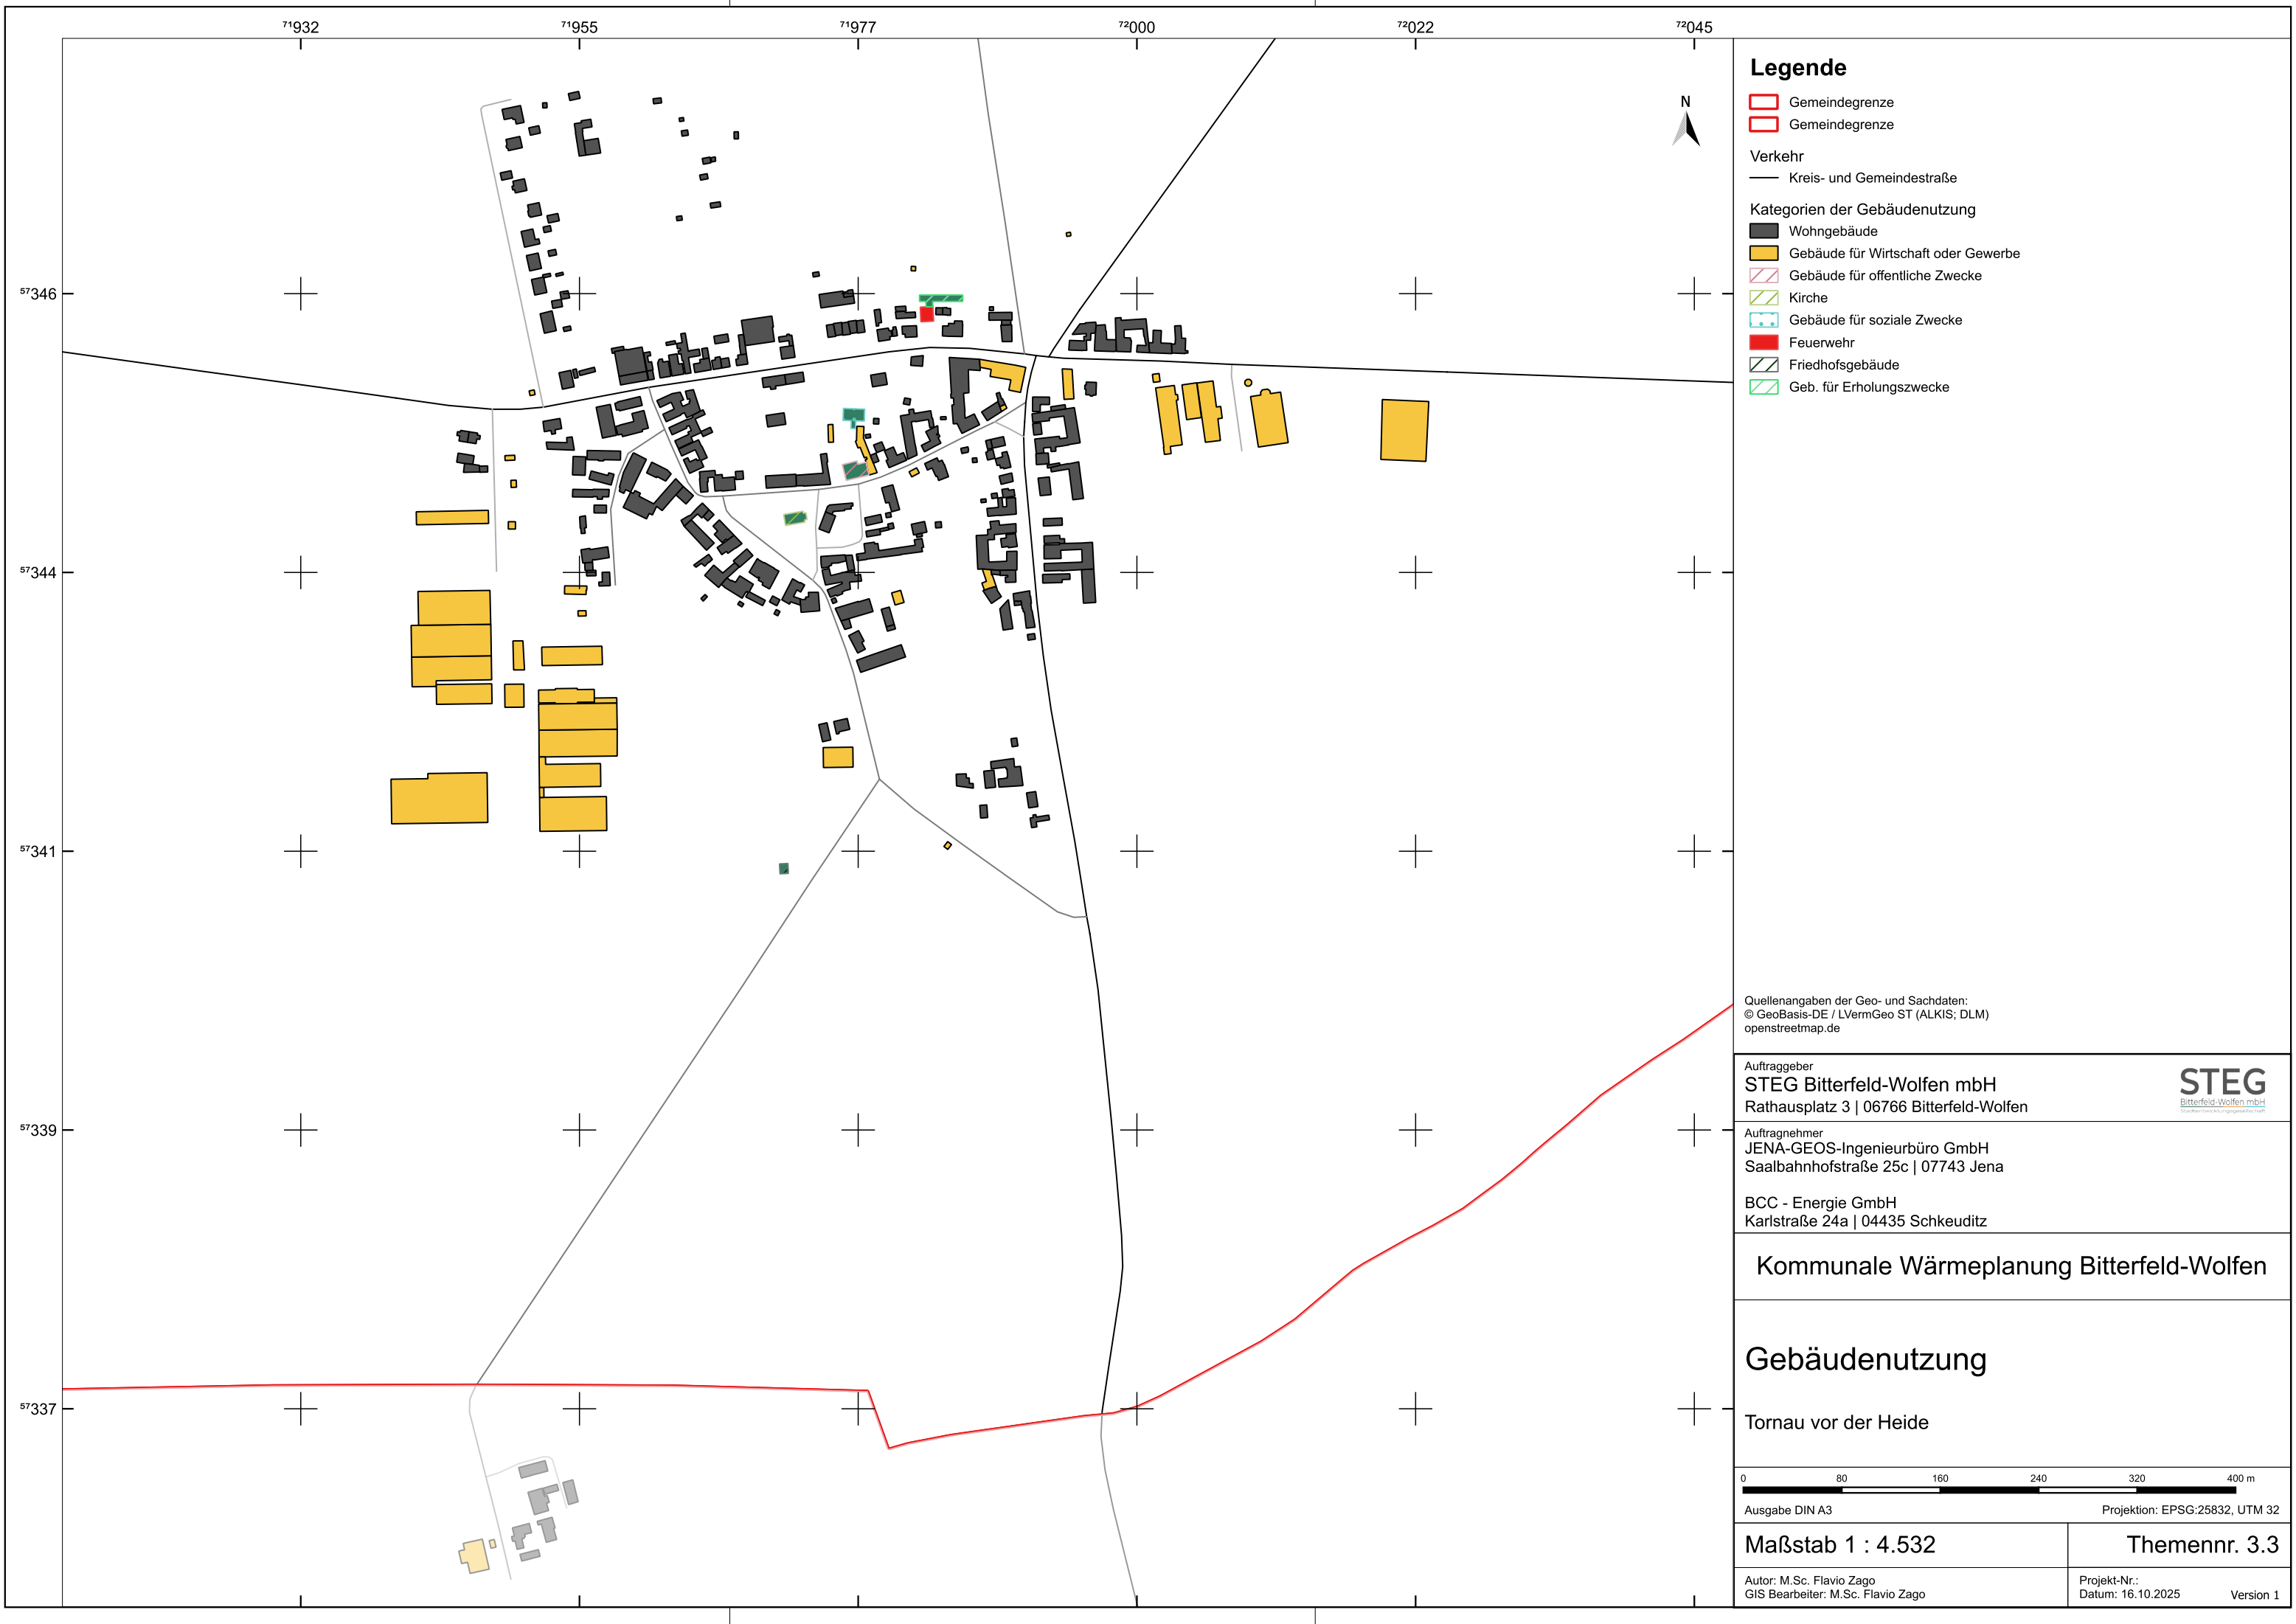 71932
71955
71977
72000
72022
72045
57346
57344
57341
57339
57337
N
Legende
Gemeindegrenze
Gemeindegrenze
Verkehr
Kreis- und Gemeindestraße
Kategorien der Gebäudenutzung
Wohngebäude
Gebäude für Wirtschaft oder Gewerbe
Gebäude für offentliche Zwecke
Kirche
Gebäude für soziale Zwecke
Feuerwehr
Friedhofsgebäude
Geb. für Erholungszwecke
Quellenangaben der Geo- und Sachdaten:
© GeoBasis-DE / LVermGeo ST (ALKIS; DLM)
openstreetmap.de
Auftraggeber
STEG Bitterfeld-Wolfen mbH
Rathausplatz 3 | 06766 Bitterfeld-Wolfen
STEG
Bitterfeld-Wolfen mbH
Stadtentwicklungsgesellschaft
Auftragnehmer
JENA-GEOS-Ingenieurbüro GmbH
Saalbahnhofstraße 25c | 07743 Jena
BCC - Energie GmbH
Karlstraße 24a | 04435 Schkeuditz
Kommunale Wärmeplanung Bitterfeld-Wolfen
Gebäudenutzung
Tornau vor der Heide
0 80 160 240 320 400 m
Ausgabe DIN A3 Projektion: EPSG:25832, UTM 32
Maßstab 1 : 4.532 Themennr. 3.3
Autor: M.Sc. Flavio Zago
GIS Bearbeiter: M.Sc. Flavio Zago
Projekt-Nr.:
Datum: 16.10.2025 Version 1